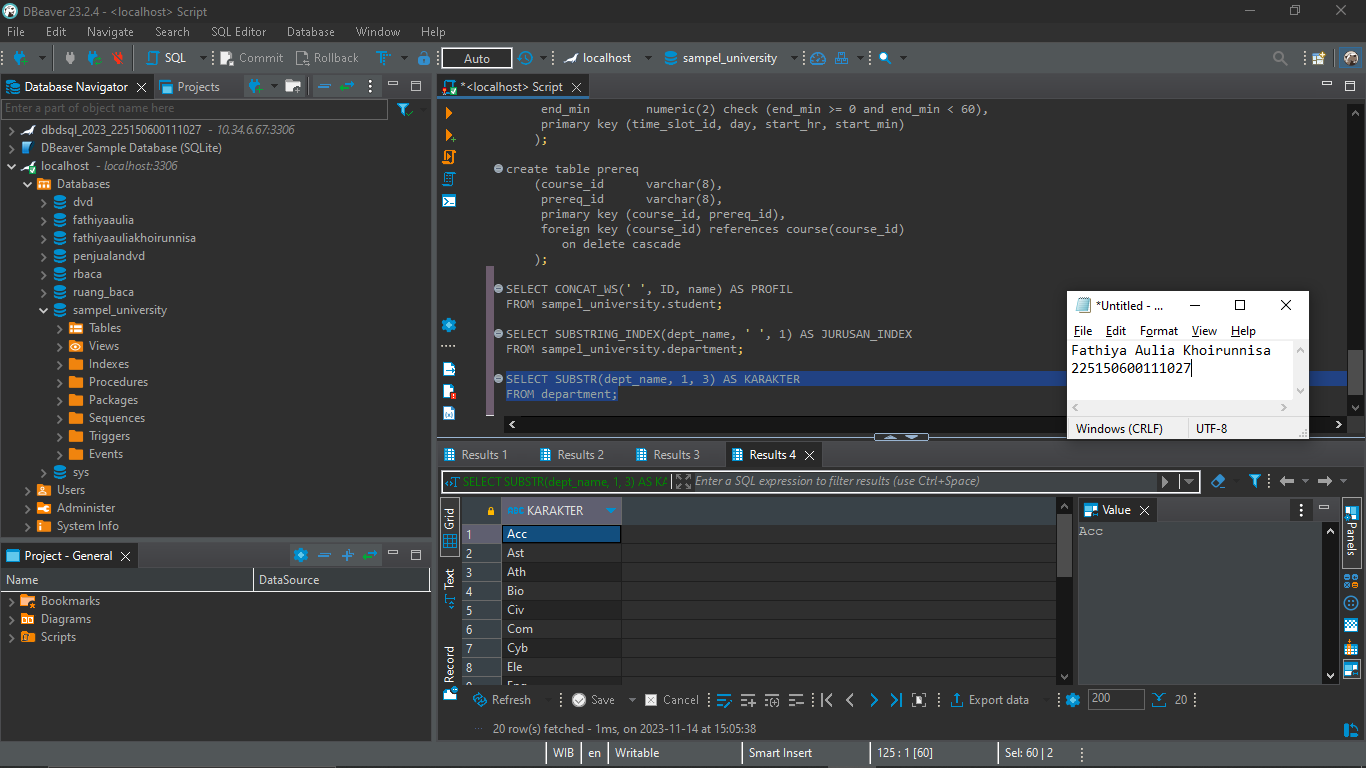 DBeaver 23.2.4 - <localhost> Script
File Edit Navigate Search SQL Editor Database Window Help
SQL Commit Rollback Auto localhost sampel_university
Database Navigator Projects
Enter a part of object name here
dbdsql_2023_225150600111027 - 10.34.6.67:3306
DBeaver Sample Database (SQLite)
localhost - localhost:3306
Databases
dvd
fathiyaaulia
fathiyaauliakhoirunnisa
penjualandvd
rbaca
ruang_baca
sampel_university
Tables
Views
Indexes
Procedures
Packages
Sequences
Triggers
Events
sys
Users
Administer
System Info
Project - General
Name DataSource
Bookmarks
Diagrams
Scripts
*<localhost> Script
end_min numeric(2) check (end_min >= 0 and end_min < 60),
primary key (time_slot_id, day, start_hr, start_min)
);
create table prereq
(course_id varchar(8),
prereq_id varchar(8),
primary key (course_id, prereq_id),
foreign key (course_id) references course(course_id)
on delete cascade
);
SELECT CONCAT_WS(' ', ID, name) AS PROFIL
FROM sampel_university.student;
SELECT SUBSTRING_INDEX(dept_name, ' ', 1) AS JURUSAN_INDEX
FROM sampel_university.department;
SELECT SUBSTR(dept_name, 1, 3) AS KARAKTER
FROM department;
*Untitled - ...
File Edit Format View Help
Fathiya Aulia Khoirunnisa
225150600111027
Windows (CRLF) UTF-8
Results 1 Results 2 Results 3 Results 4
SELECT SUBSTR(dept_name, 1, 3) AS KA Enter a SQL expression to filter results (use Ctrl+Space)
Grid
Text
Record
KARAKTER
1 Acc
2 Ast
3 Ath
4 Bio
5 Civ
6 Com
7 Cyb
8 Ele
Value
Acc
Panels
Refresh Save Cancel Export data 200 20
20 row(s) fetched - 1ms, on 2023-11-14 at 15:05:38
WIB en Writable Smart Insert 125 : 1 [60] Sel: 60 | 2